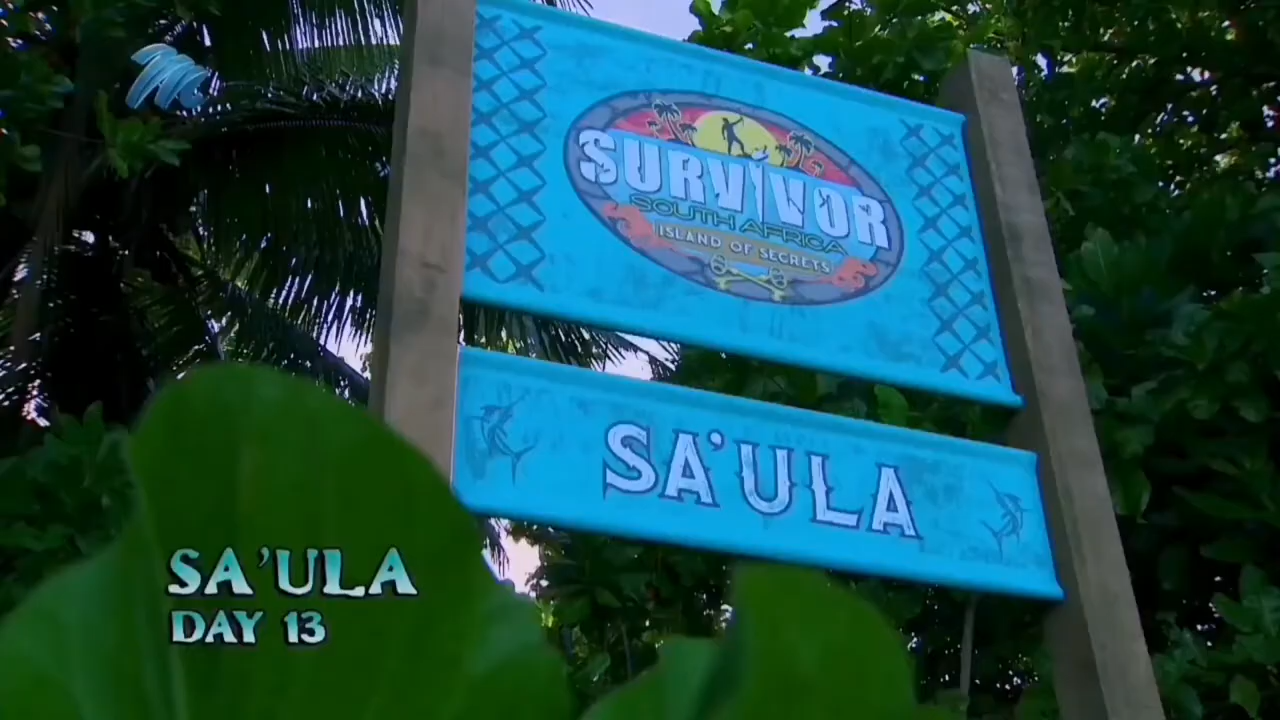 SURVIVOR
SOUTH AFRICA
ISLAND OF SECRETS
SA'ULA
SA'ULA
DAY 13